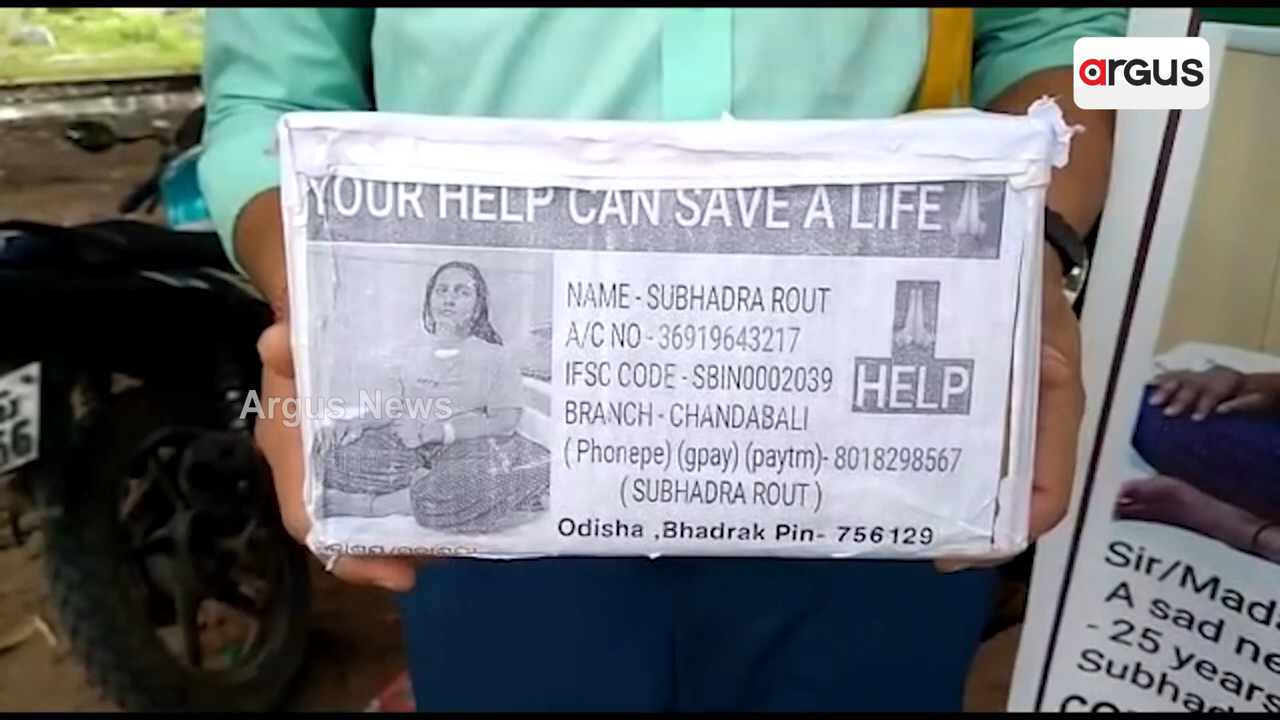 argus
YOUR HELP CAN SAVE A LIFE
NAME - SUBHADRA ROUT
A/C NO - 36919643217
IFSC CODE - SBIN0002039
HELP
BRANCH - CHANDABALI
( Phonepe) (gpay) (paytm)- 8018298567
( SUBHADRA ROUT )
Odisha ,Bhadrak Pin- 756129
Argus News
56
Sir/Mada
A sad ne
- 25 years
Subhad